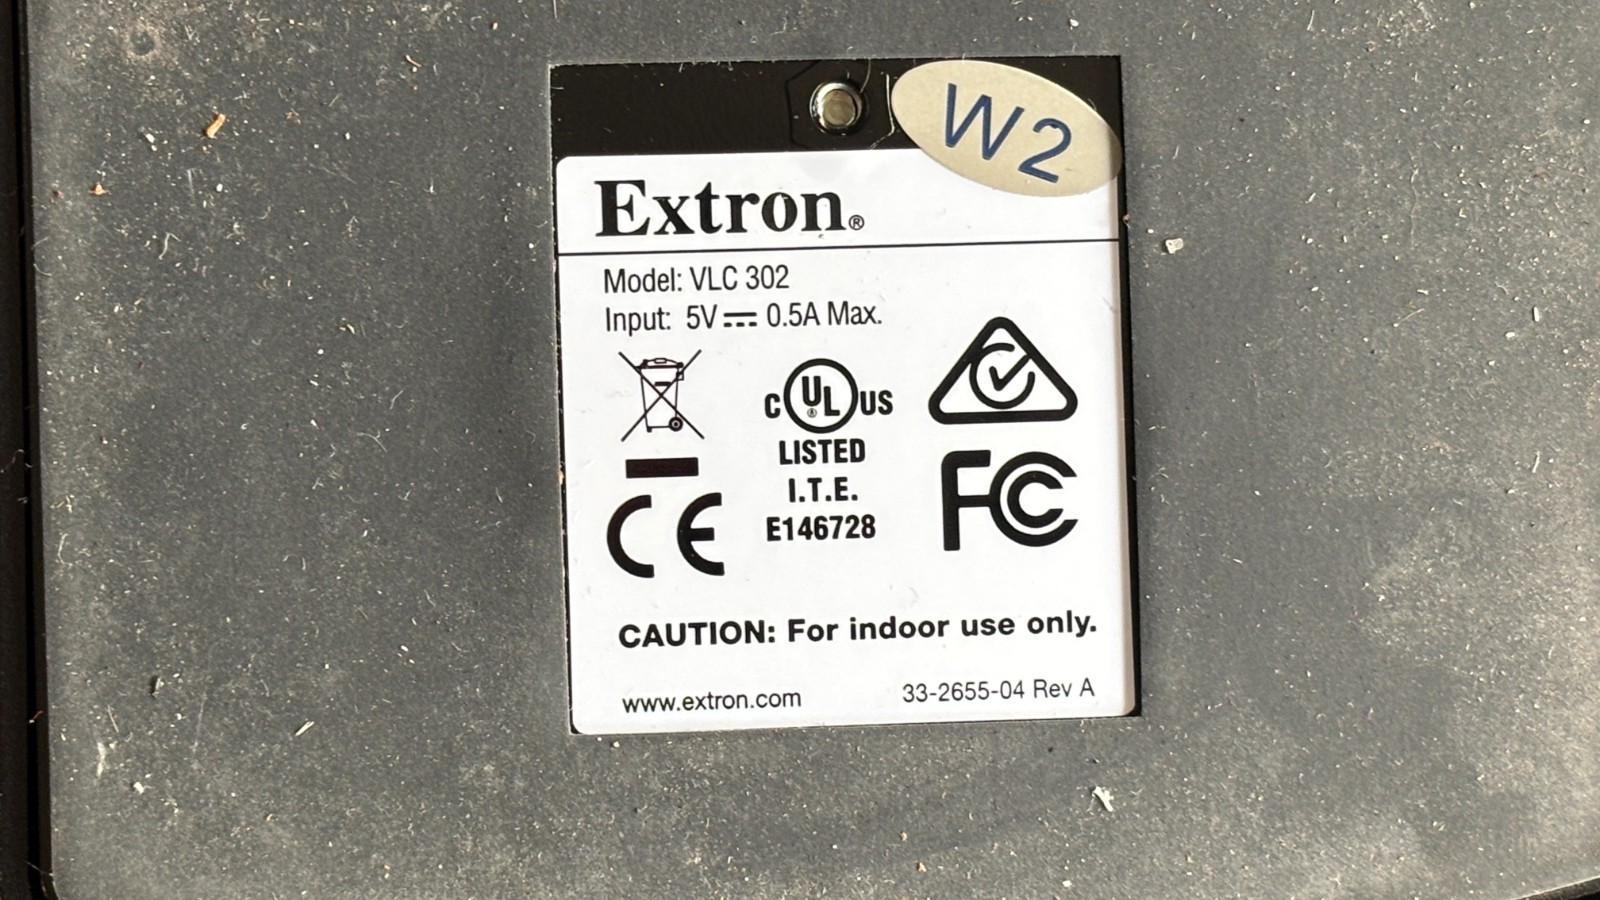 W2
Extron®
Model: VLC 302
Input: 5V⎓ 0.5A Max.
C UL® US
LISTED
I.T.E.
E146728
CE
FC
CAUTION: For indoor use only.
www.extron.com
33-2655-04 Rev A